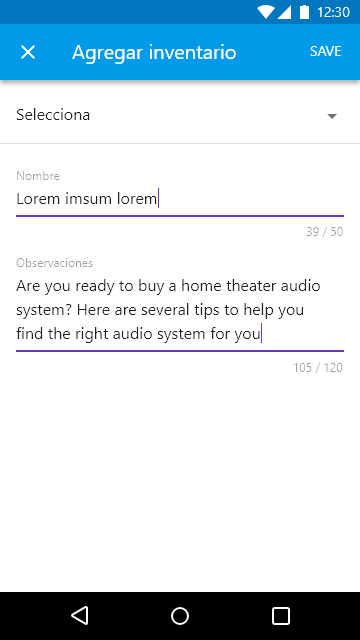 12:30
Agregar inventario SAVE
Selecciona
Nombre
Lorem imsum lorem
39 / 50
Observaciones
Are you ready to buy a home theater audio
system? Here are several tips to help you
find the right audio system for you
105 / 120